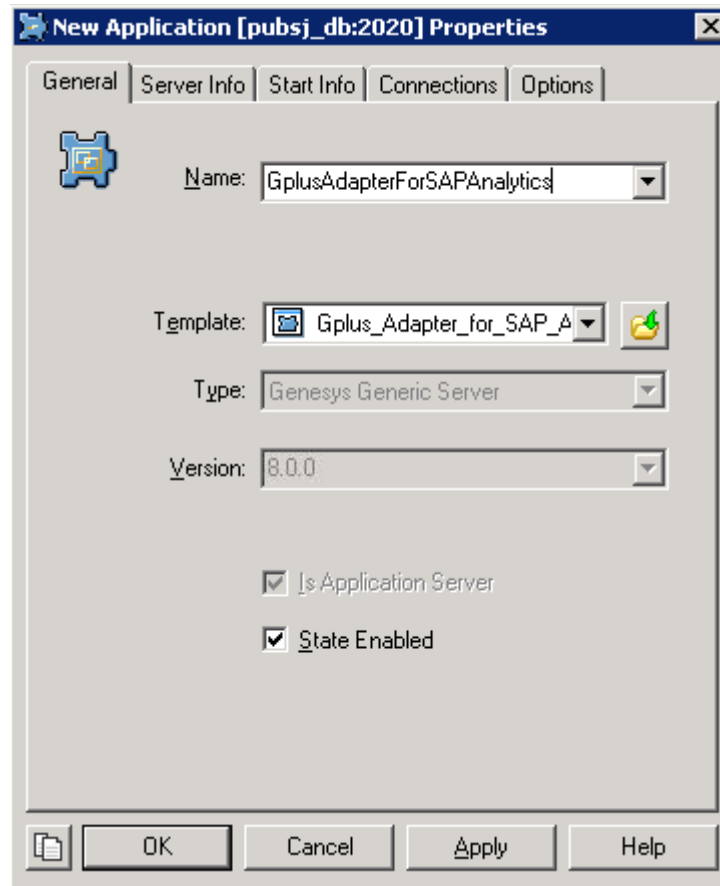 New Application [pubsj_db:2020] Properties
General Server Info Start Info Connections Options
Name: GplusAdapterForSAPAnalytics
Template: Gplus_Adapter_for_SAP_A
Type: Genesys Generic Server
Version: 8.0.0
Is Application Server
State Enabled
OK Cancel Apply Help